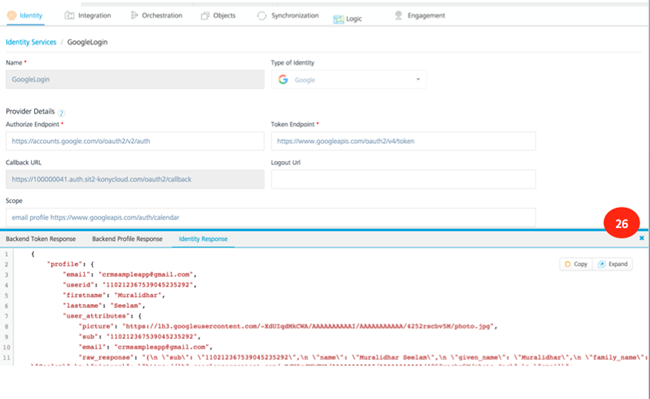 Identity Integration Orchestration Objects Synchronization Logic Engagement
Identity Services / GoogleLogin
Name * Type of Identity
GoogleLogin Google
Provider Details ?
Authorize Endpoint * Token Endpoint *
https://accounts.google.com/o/oauth2/v2/auth https://www.googleapis.com/oauth2/v4/token
Callback URL Logout Url
https://100000041.auth.sit2-konycloud.com/oauth2/callback
Scope
email profile https://www.googleapis.com/auth/calendar
26
Backend Token Response Backend Profile Response Identity Response
Copy Expand
1 {
2 "profile": {
3 "email": "crmsampleapp@gmail.com",
4 "userid": "110212367539045235292",
5 "firstname": "Muralidhar",
6 "lastname": "Seelam",
7 "user_attributes": {
8 "picture": "https://lh3.googleusercontent.com/-XdUIqdMkCWA/AAAAAAAAAAI/AAAAAAAAAAA/4252rscbv5M/photo.jpg",
9 "sub": "110212367539045235292",
10 "email": "crmsampleapp@gmail.com",
11 "raw_response": "{\n \"sub\": \"110212367539045235292\",\n \"name\": \"Muralidhar Seelam\",\n \"given_name\": \"Muralidhar\",\n \"family_name\":